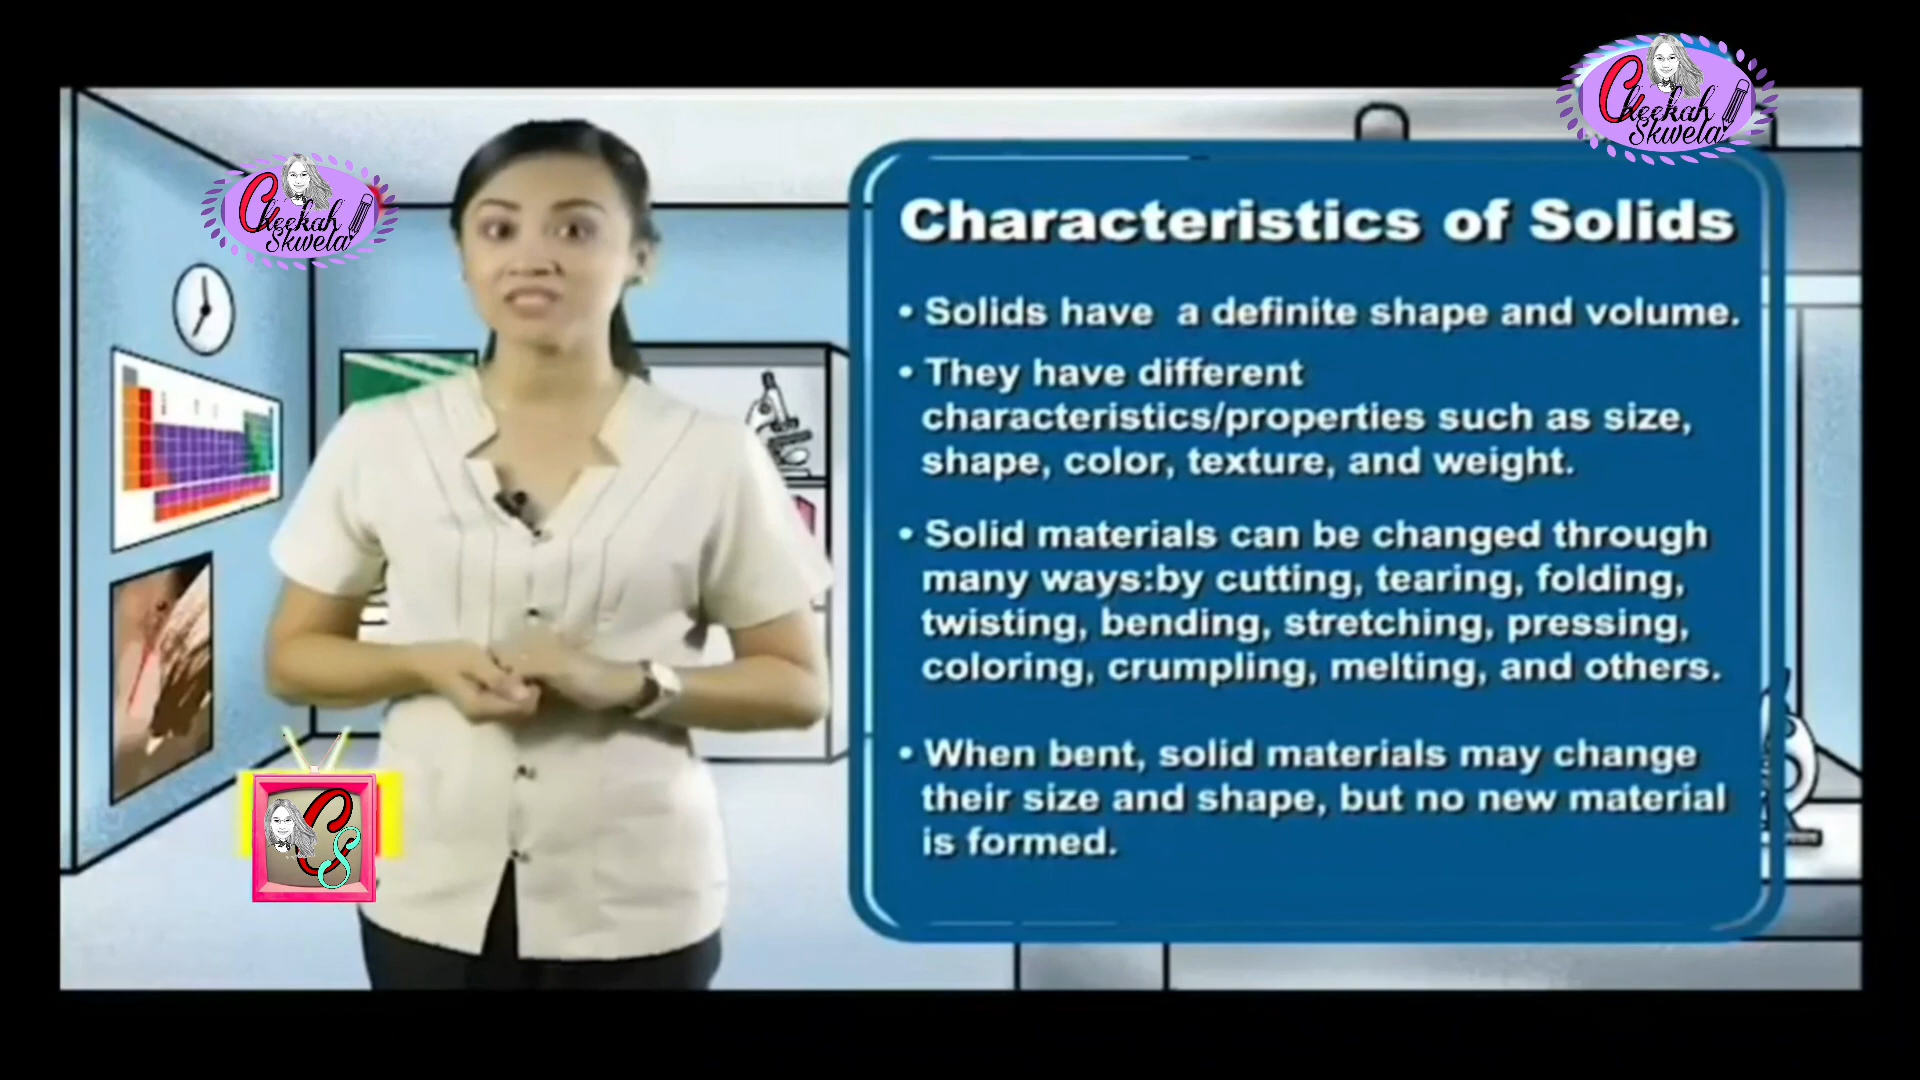 Cheekah
Skwela
Cheekah
Skwela
Characteristics of Solids
• Solids have a definite shape and volume.
• They have different
characteristics/properties such as size,
shape, color, texture, and weight.
• Solid materials can be changed through
many ways:by cutting, tearing, folding,
twisting, bending, stretching, pressing,
coloring, crumpling, melting, and others.
• When bent, solid materials may change
their size and shape, but no new material
is formed.
CS